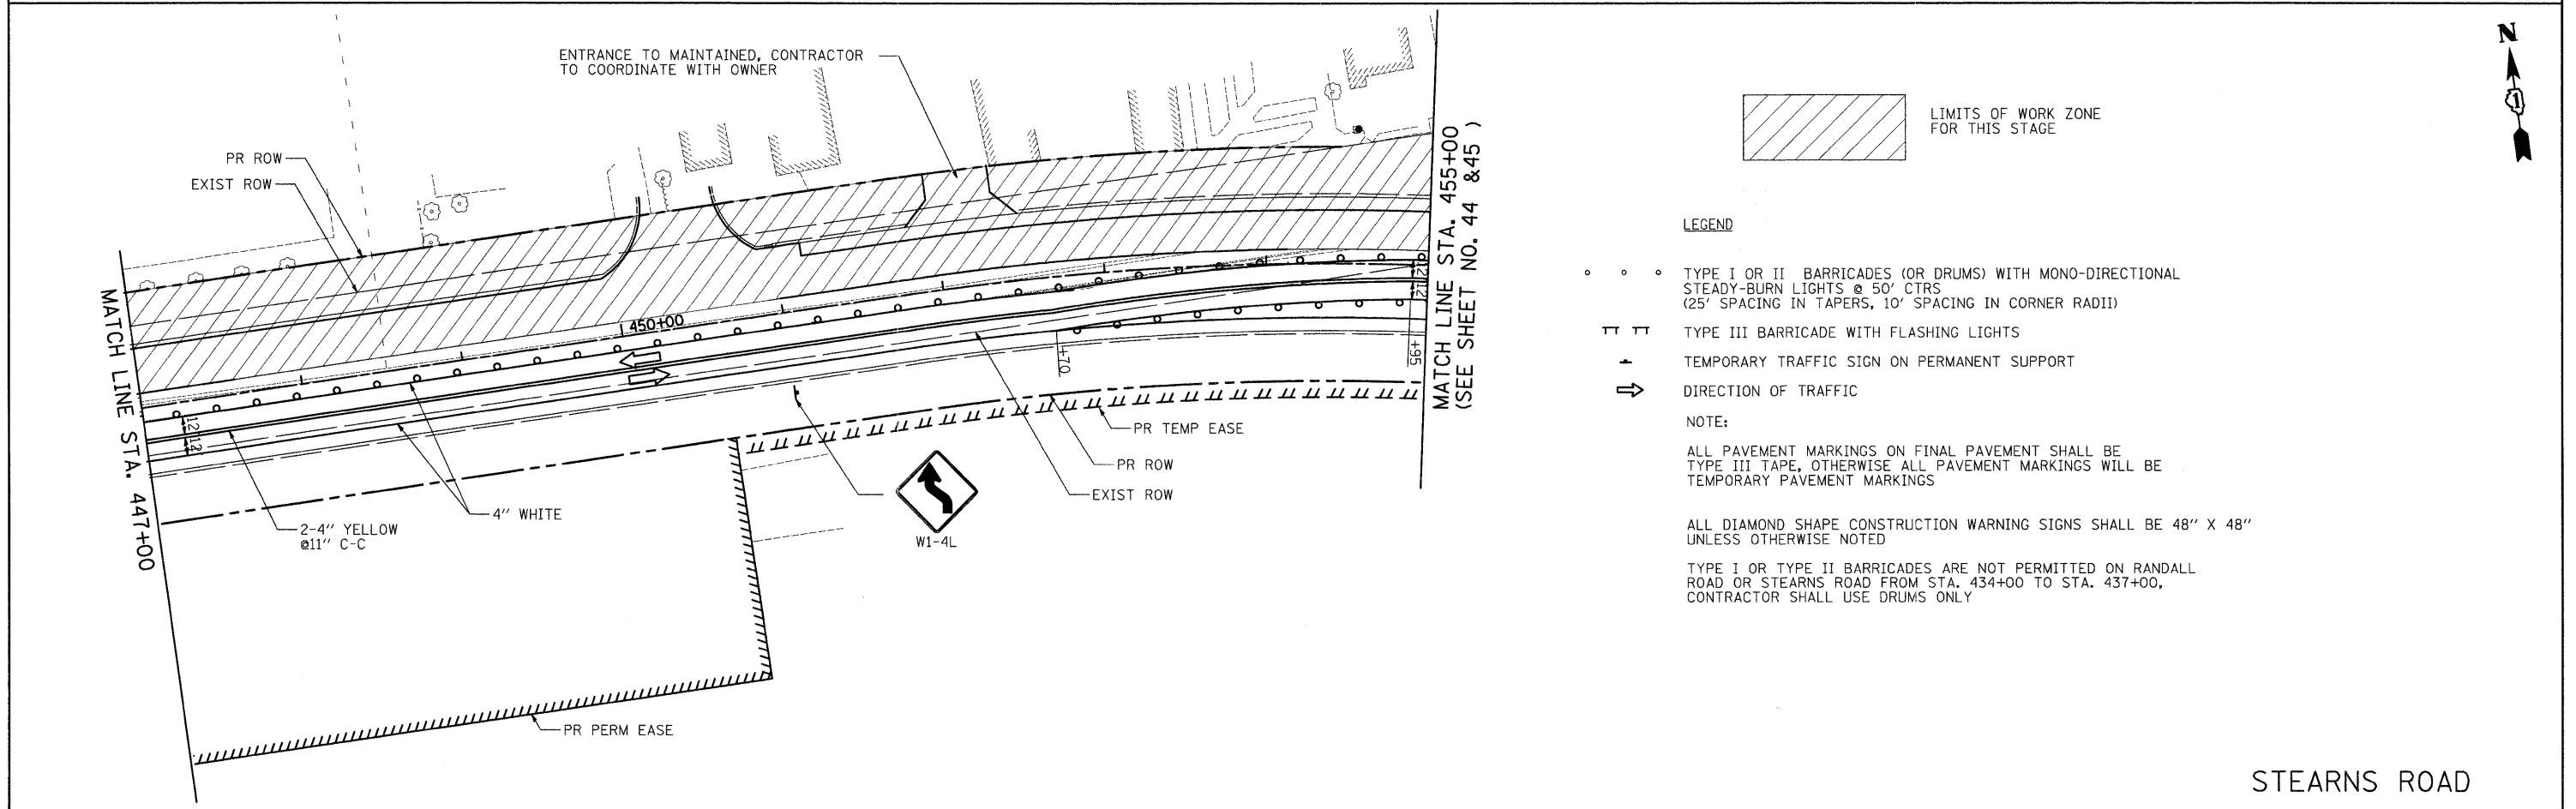 ENTRANCE TO MAINTAINED, CONTRACTOR
TO COORDINATE WITH OWNER
PR ROW
EXIST ROW
450+00
MATCH LINE STA. 447+00
MATCH LINE STA. 455+00
(SEE SHEET NO. 44 &45 )
12'
12'
12'
12'
+70
+95
2-4" YELLOW
@11" C-C
4" WHITE
PR TEMP EASE
PR ROW
EXIST ROW
W1-4L
PR PERM EASE
N
1
LIMITS OF WORK ZONE
FOR THIS STAGE
LEGEND
TYPE I OR II BARRICADES (OR DRUMS) WITH MONO-DIRECTIONAL
STEADY-BURN LIGHTS @ 50' CTRS
(25' SPACING IN TAPERS, 10' SPACING IN CORNER RADII)
TYPE III BARRICADE WITH FLASHING LIGHTS
TEMPORARY TRAFFIC SIGN ON PERMANENT SUPPORT
DIRECTION OF TRAFFIC
NOTE:
ALL PAVEMENT MARKINGS ON FINAL PAVEMENT SHALL BE
TYPE III TAPE, OTHERWISE ALL PAVEMENT MARKINGS WILL BE
TEMPORARY PAVEMENT MARKINGS
ALL DIAMOND SHAPE CONSTRUCTION WARNING SIGNS SHALL BE 48" X 48"
UNLESS OTHERWISE NOTED
TYPE I OR TYPE II BARRICADES ARE NOT PERMITTED ON RANDALL
ROAD OR STEARNS ROAD FROM STA. 434+00 TO STA. 437+00,
CONTRACTOR SHALL USE DRUMS ONLY
STEARNS ROAD